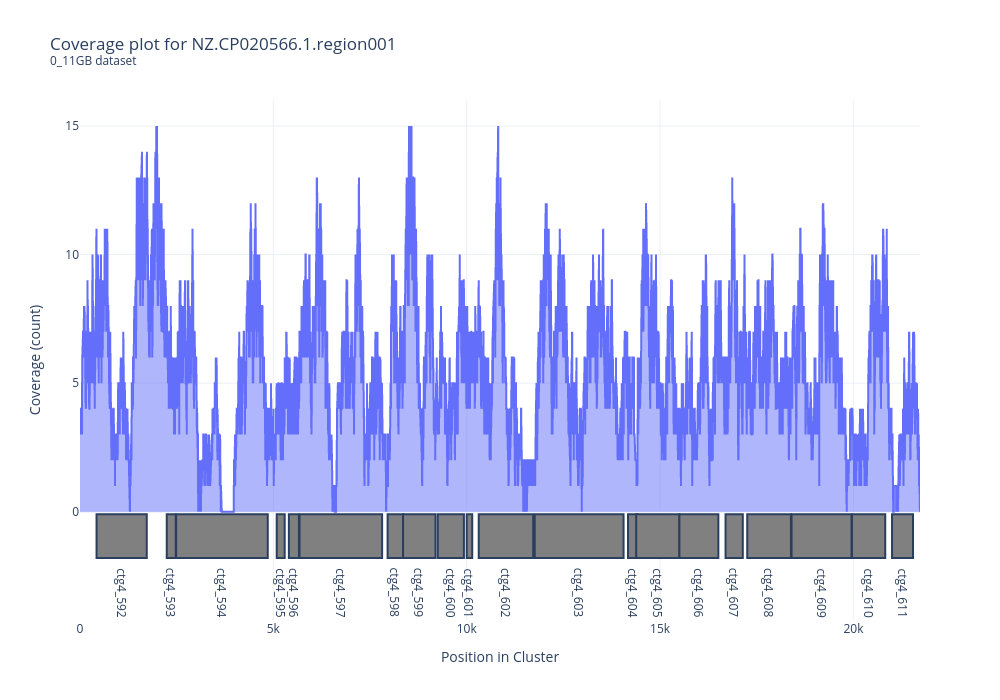 Coverage plot for NZ.CP020566.1.region001
0_11GB dataset
15
10
5
0
Coverage (count)
ctg4_592
ctg4_593
ctg4_594
ctg4_595
ctg4_596
ctg4_597
ctg4_598
ctg4_599
ctg4_600
ctg4_601
ctg4_602
ctg4_603
ctg4_604
ctg4_605
ctg4_606
ctg4_607
ctg4_608
ctg4_609
ctg4_610
ctg4_611
0
5k
10k
15k
20k
Position in Cluster